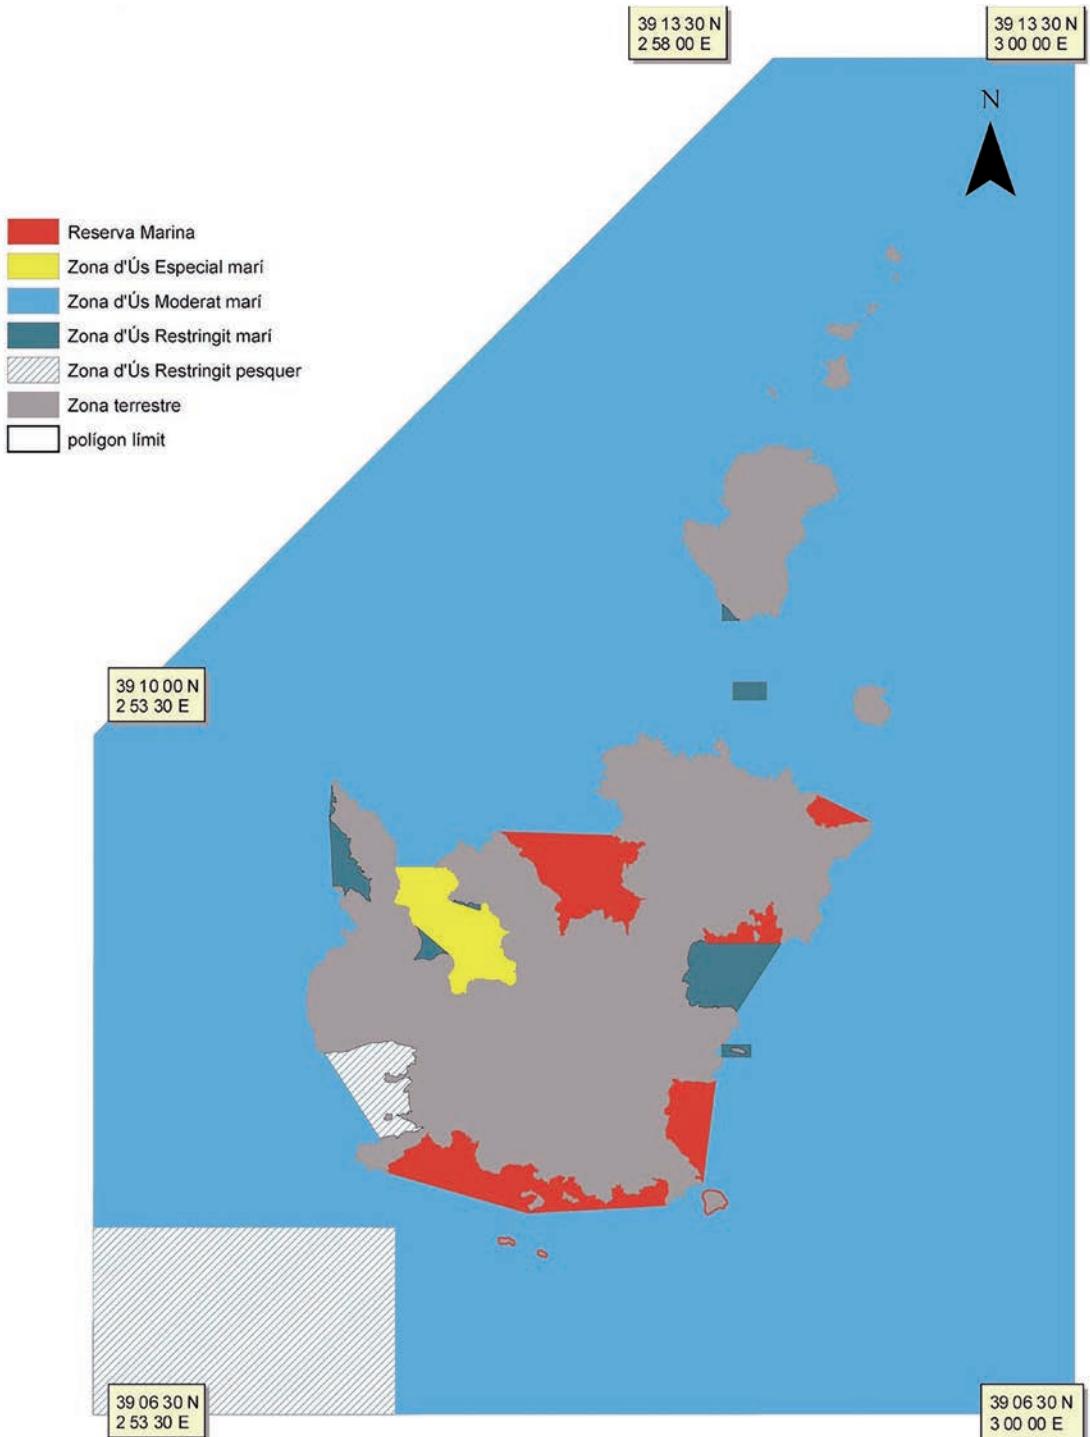 39 13 30 N
2 58 00 E
39 13 30 N
3 00 00 E
N
Reserva Marina
Zona d'Ús Especial marí
Zona d'Ús Moderat marí
Zona d'Ús Restringit marí
Zona d'Ús Restringit pesquer
Zona terrestre
polígon límit
39 10 00 N
2 53 30 E
39 06 30 N
2 53 30 E
39 06 30 N
3 00 00 E